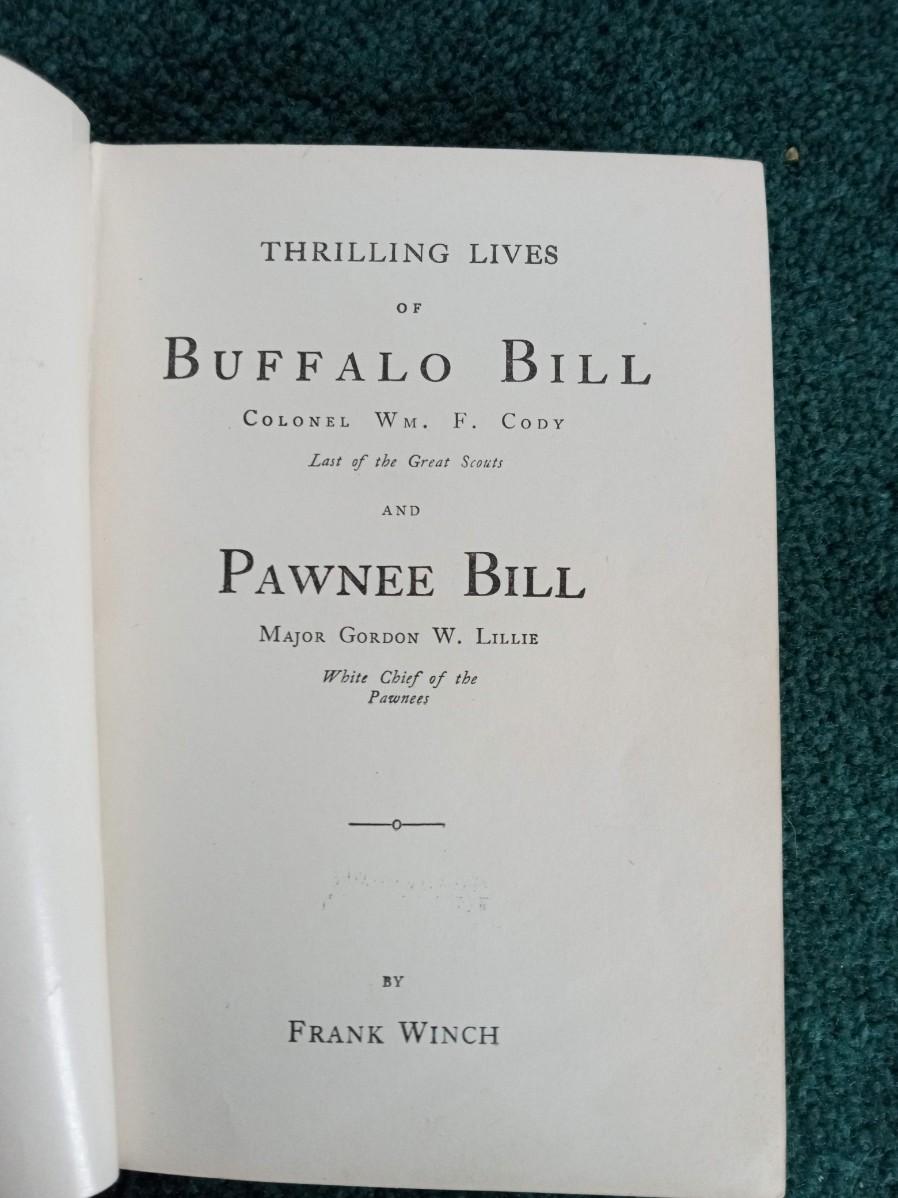 THRILLING LIVES
OF
BUFFALO BILL
COLONEL WM. F. CODY
Last of the Great Scouts
AND
PAWNEE BILL
MAJOR GORDON W. LILLIE
White Chief of the
Pawnees
BY
FRANK WINCH